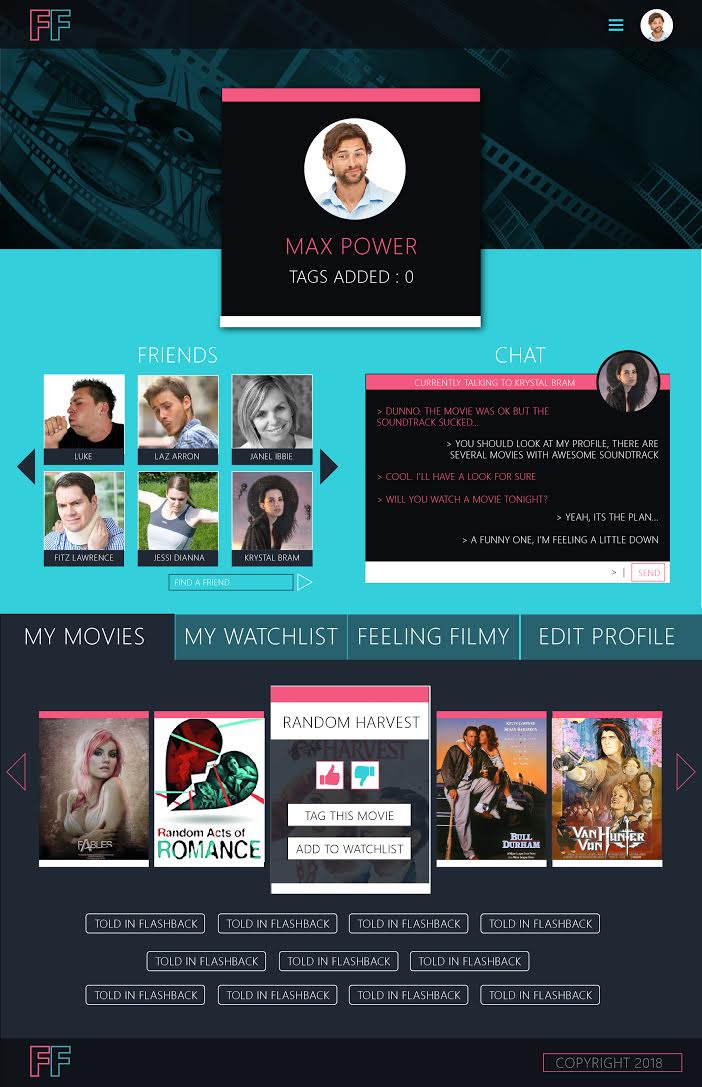 FF
MAX POWER
TAGS ADDED : 0
FRIENDS
LUKE
LAZ ARRON
JANEL IBBIE
FITZ LAWRENCE
JESSI DIANNA
KRYSTAL BRAM
FIND A FRIEND
CHAT
CURRENTLY TALKING TO KRYSTAL BRAM
> DUNNO. THE MOVIE WAS OK BUT THE
SOUNDTRACK SUCKED...
> YOU SHOULD LOOK AT MY PROFILE, THERE ARE
SEVERAL MOVIES WITH AWESOME SOUNDTRACK
> COOL. I'LL HAVE A LOOK FOR SURE
> WILL YOU WATCH A MOVIE TONIGHT?
> YEAH, ITS THE PLAN...
> A FUNNY ONE, I'M FEELING A LITTLE DOWN
> |
SEND
MY MOVIES
MY WATCHLIST
FEELING FILMY
EDIT PROFILE
FABLES
Random Acts of
ROMANCE
RANDOM HARVEST
HARVEST
TAG THIS MOVIE
ADD TO WATCHLIST
KEVIN COSTNER
SUSAN SARANDON
BULL
DURHAM
VAN HUNTER
VUN
TOLD IN FLASHBACK
TOLD IN FLASHBACK
TOLD IN FLASHBACK
TOLD IN FLASHBACK
TOLD IN FLASHBACK
TOLD IN FLASHBACK
TOLD IN FLASHBACK
TOLD IN FLASHBACK
TOLD IN FLASHBACK
TOLD IN FLASHBACK
TOLD IN FLASHBACK
FF
COPYRIGHT 2018